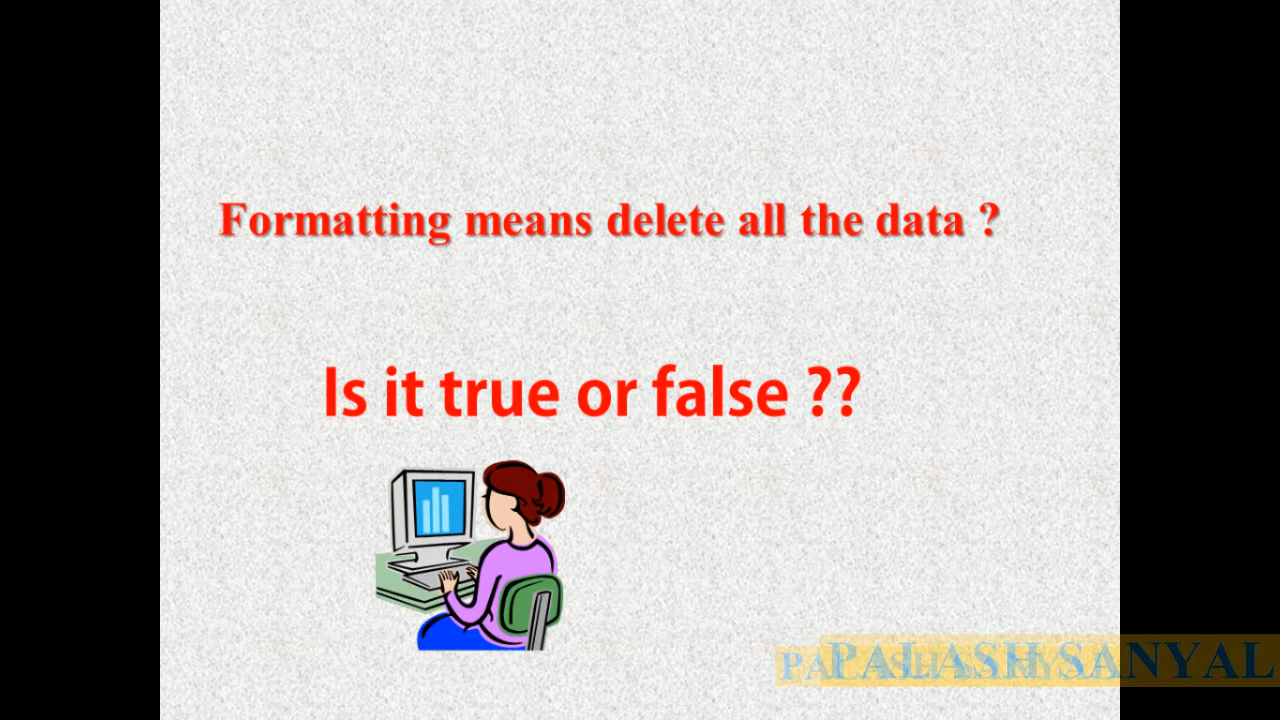 Formatting means delete all the data ?
Is it true or false ??
PALASH SANYAL